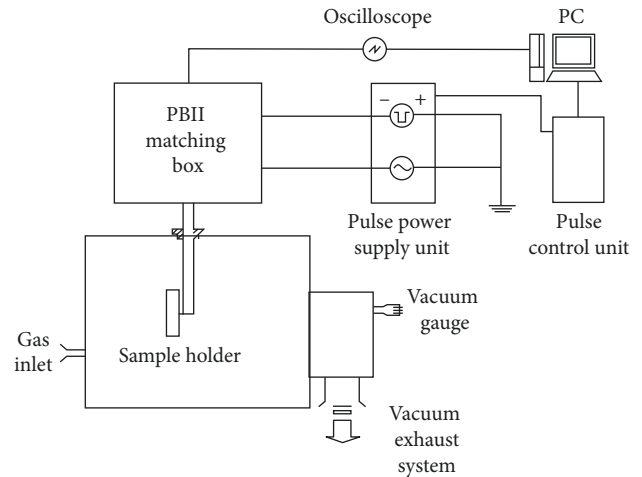 Oscilloscope
PC
PBII
matching
box
− +
Pulse power
supply unit
Pulse
control unit
Vacuum
gauge
Gas
inlet
Sample holder
Vacuum
exhaust
system